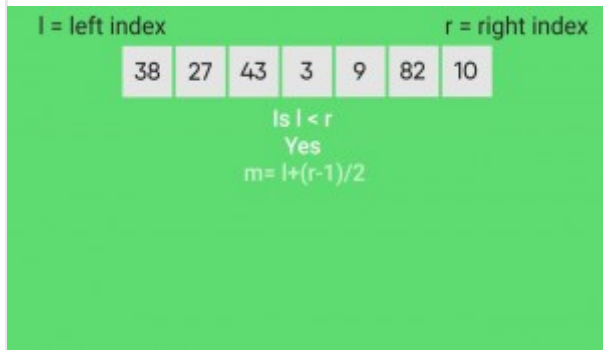 l = left index r = right index
38 27 43 3 9 82 10
Is l < r
Yes
m= l+(r-1)/2